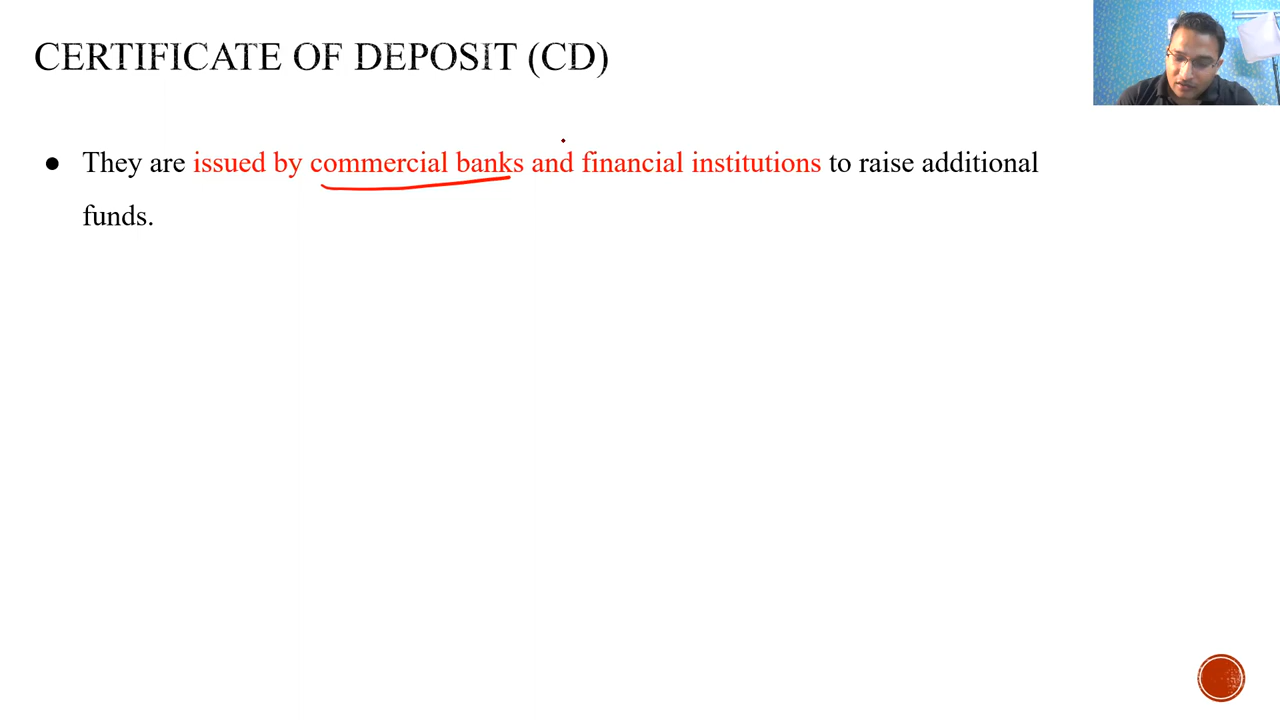 CERTIFICATE OF DEPOSIT (CD)
● They are issued by commercial banks and financial institutions to raise additional
funds.